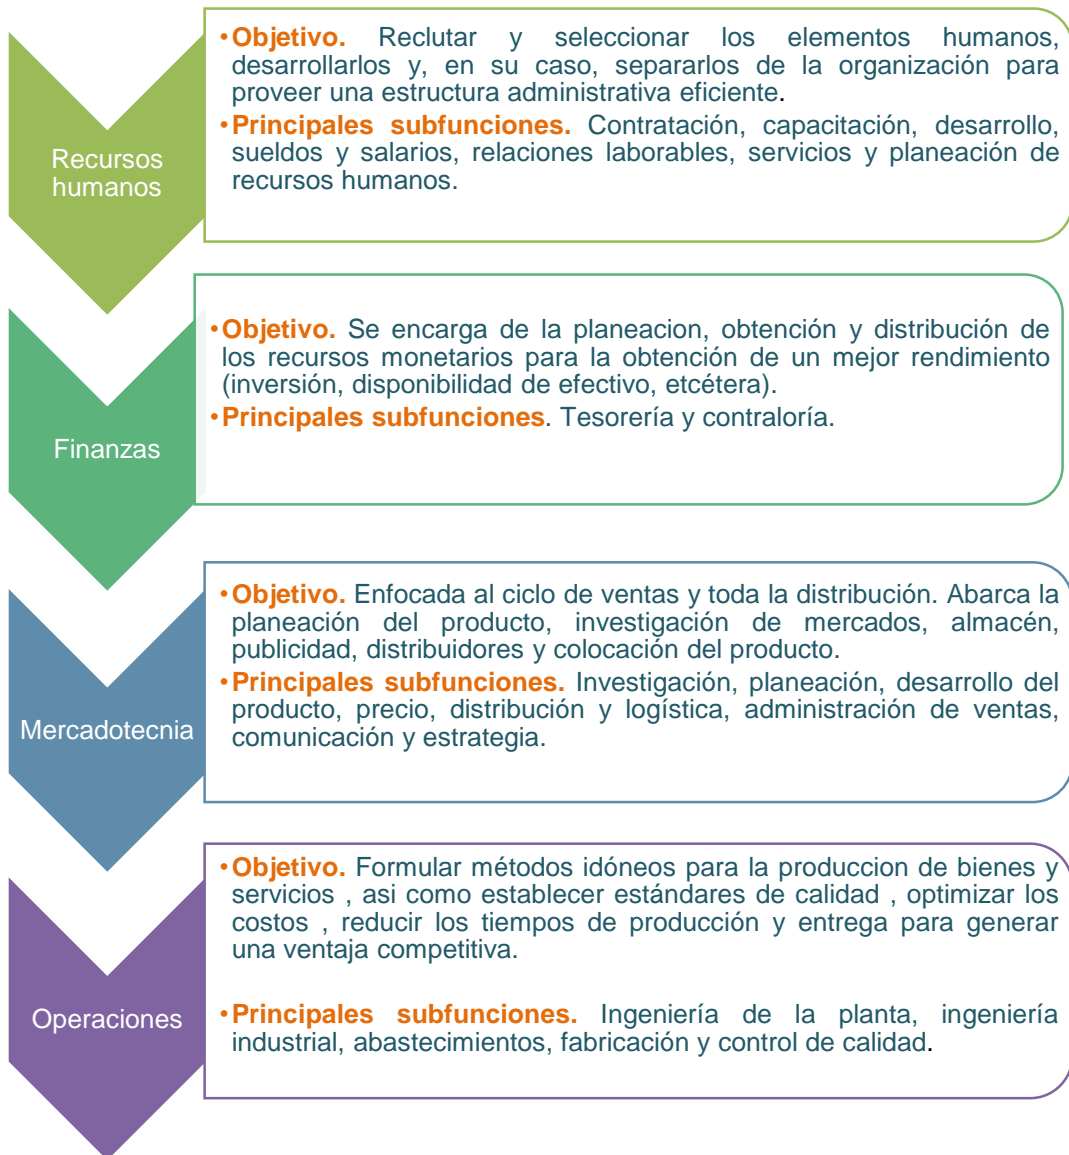 Recursos
humanos
•Objetivo. Reclutar y seleccionar los elementos humanos,
desarrollarlos y, en su caso, separarlos de la organización para
proveer una estructura administrativa eficiente.
•Principales subfunciones. Contratación, capacitación, desarrollo,
sueldos y salarios, relaciones laborables, servicios y planeación de
recursos humanos.
Finanzas
•Objetivo. Se encarga de la planeacion, obtención y distribución de
los recursos monetarios para la obtención de un mejor rendimiento
(inversión, disponibilidad de efectivo, etcétera).
•Principales subfunciones. Tesorería y contraloría.
Mercadotecnia
•Objetivo. Enfocada al ciclo de ventas y toda la distribución. Abarca la
planeación del producto, investigación de mercados, almacén,
publicidad, distribuidores y colocación del producto.
•Principales subfunciones. Investigación, planeación, desarrollo del
producto, precio, distribución y logística, administración de ventas,
comunicación y estrategia.
Operaciones
•Objetivo. Formular métodos idóneos para la produccion de bienes y
servicios , asi como establecer estándares de calidad , optimizar los
costos , reducir los tiempos de producción y entrega para generar
una ventaja competitiva.
•Principales subfunciones. Ingeniería de la planta, ingeniería
industrial, abastecimientos, fabricación y control de calidad.